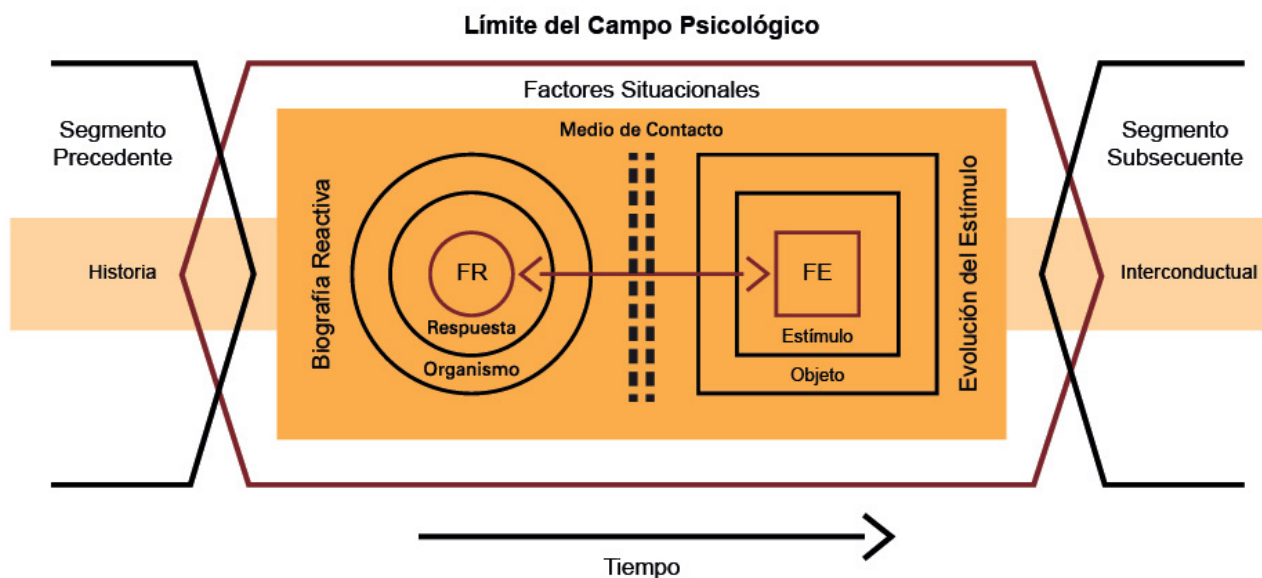 Límite del Campo Psicológico
Factores Situacionales
Segmento
Precedente
Medio de Contacto
Segmento
Subsecuente
Historia
Biografía Reactiva
FR
Respuesta
Organismo
FE
Estímulo
Objeto
Evolución del Estímulo
Interconductual
Tiempo